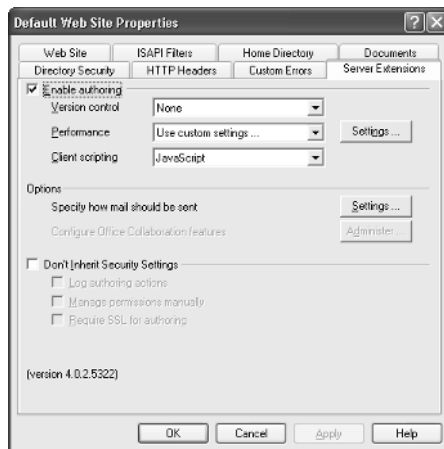 Default Web Site Properties
Web Site ISAPI Filters Home Directory Documents
Directory Security HTTP Headers Custom Errors Server Extensions
Enable authoring
Version control None
Performance Use custom settings ... Settings ...
Client scripting JavaScript
Options
Specify how mail should be sent Settings ...
Configure Office Collaboration features Administer ...
Don't Inherit Security Settings
Log authoring actions
Manage permissions manually
Require SSL for authoring
(version 4.0.2.5322)
OK Cancel Apply Help